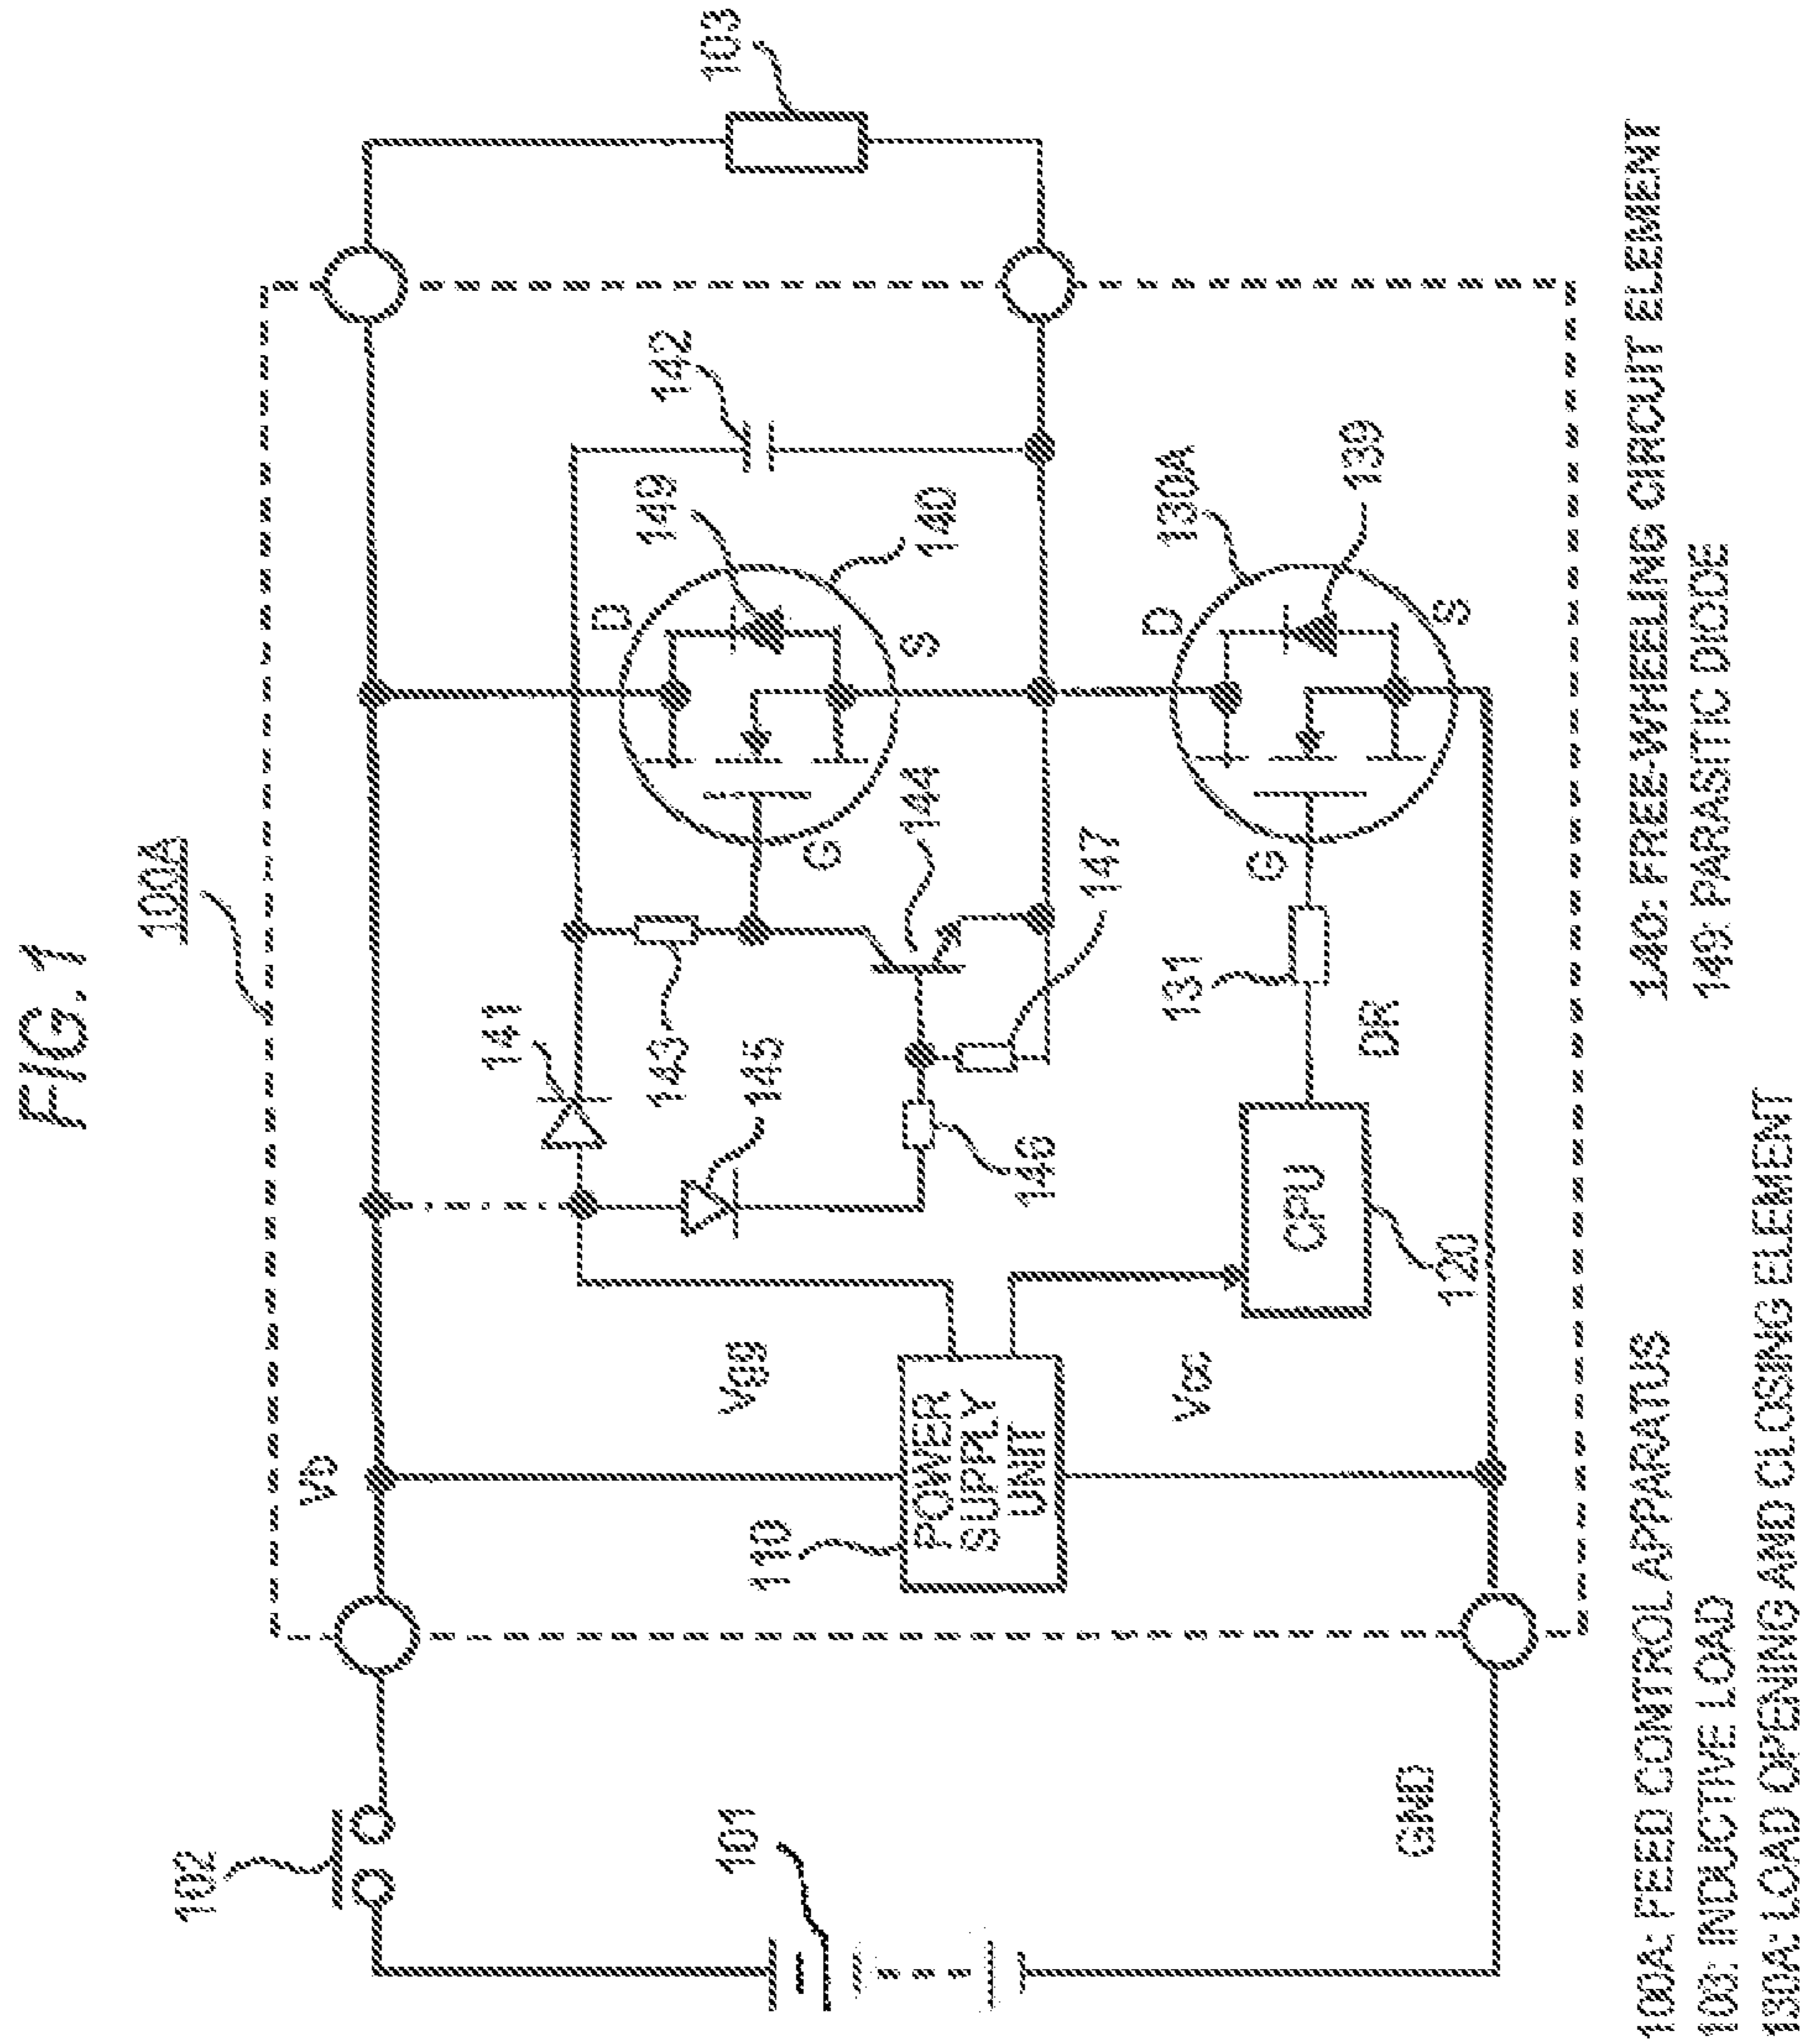 FIG. 1
100A
102
Vb
103
101
110
POWER
SUPPLY
UNIT
Vgg
Vcc
141
143
145
146
147
144
G
D
S
149
142
140
CPU
120
DR
131
G
D
S
130A
139
GND
100A: FEED CONTROL APPARATUS
103: INDUCTIVE LOAD
130A: LOAD OPENING AND CLOSING ELEMENT
140: FREE-WHEELING CIRCUIT ELEMENT
149: PARASITIC DIODE